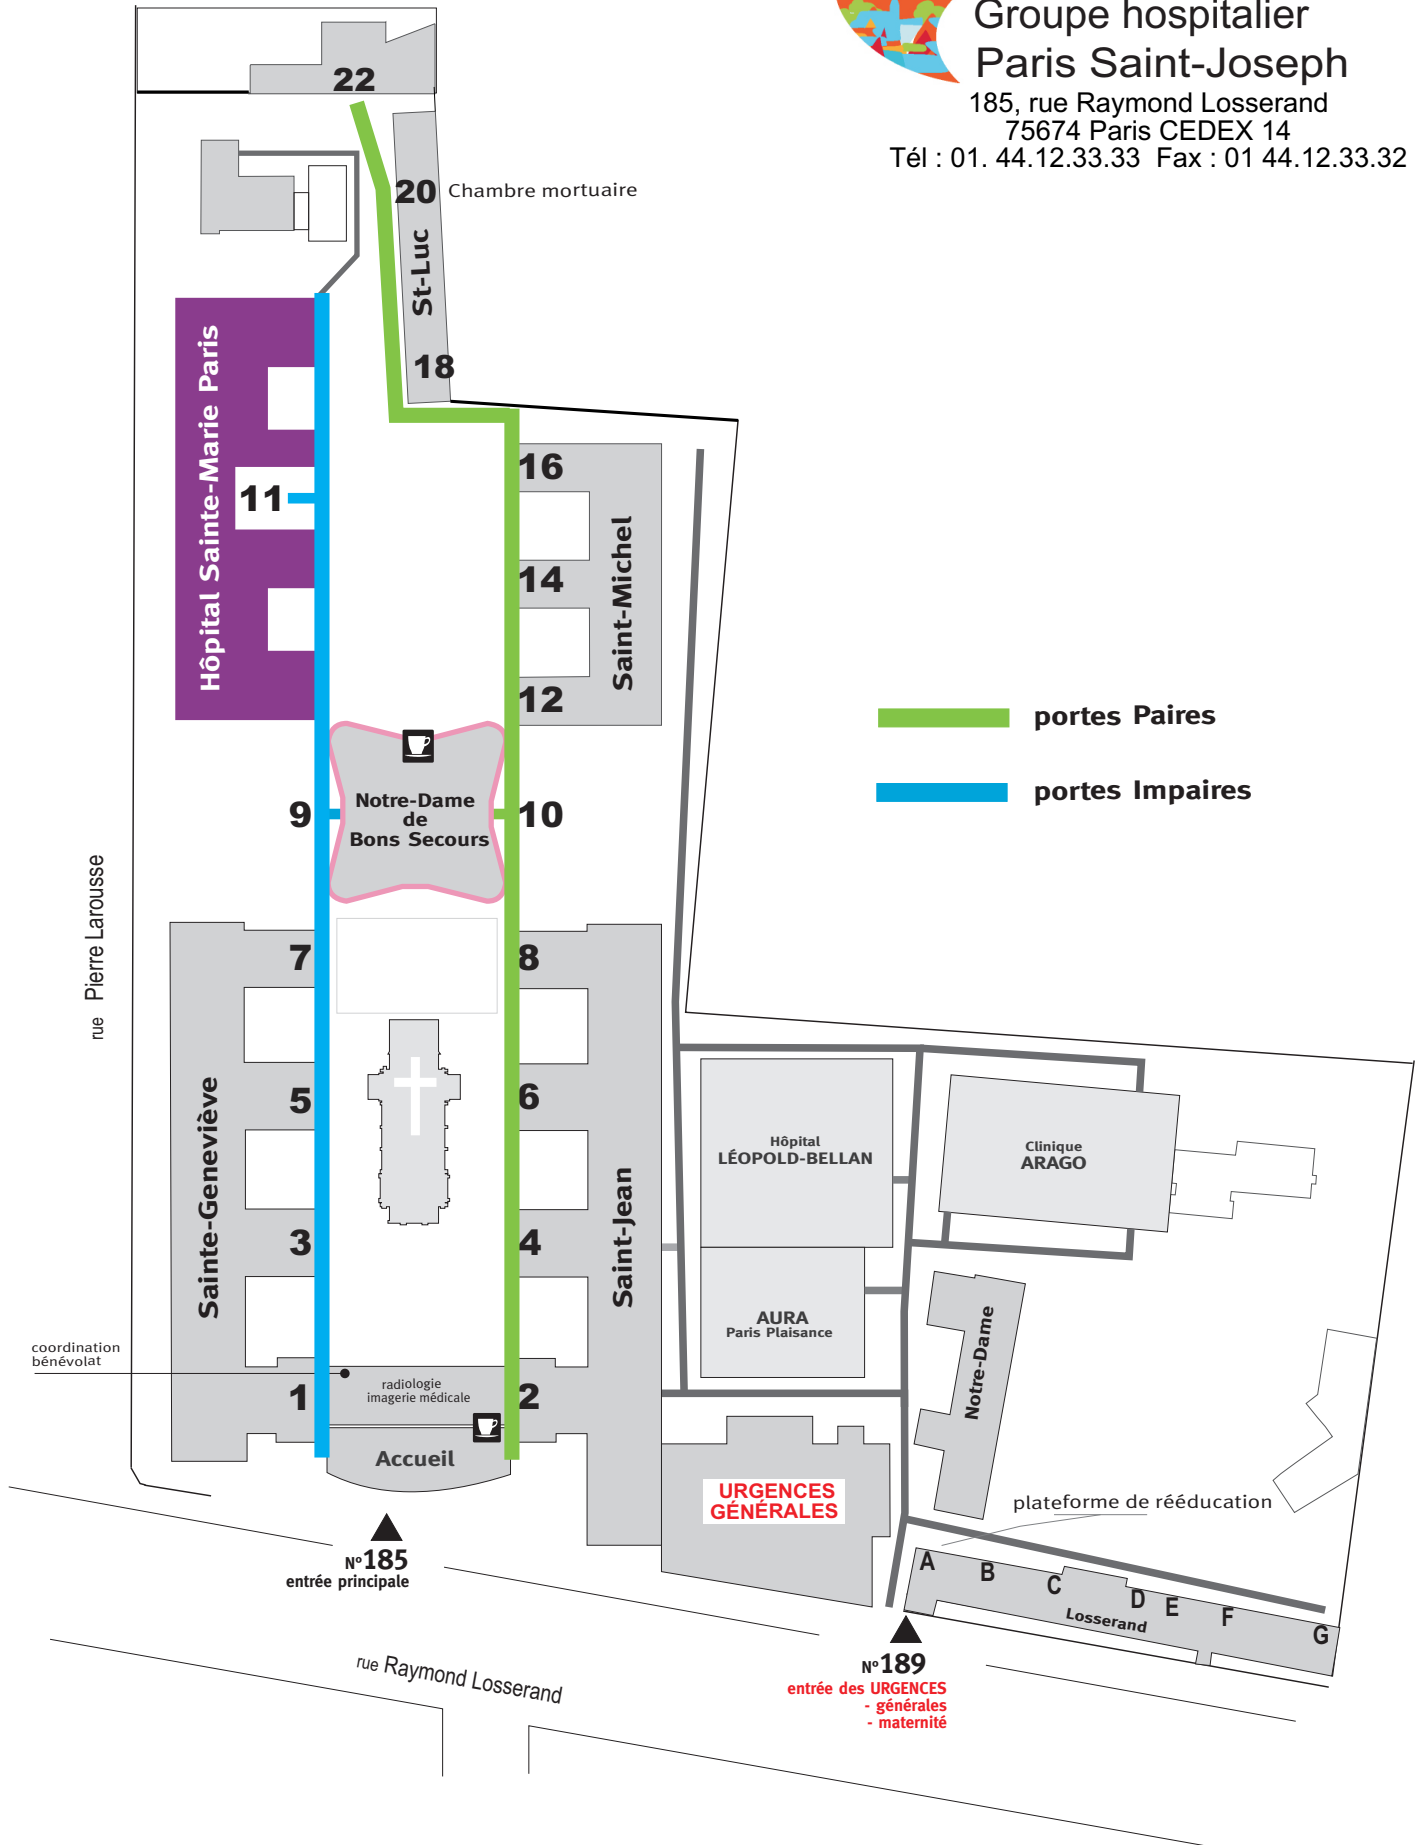 Groupe hospitalier
Paris Saint-Joseph
185, rue Raymond Losserand
75674 Paris CEDEX 14
Tél : 01. 44.12.33.33 Fax : 01 44.12.33.32
22
20 Chambre mortuaire
St-Luc
18
Hôpital Sainte-Marie Paris
11
16
14
12
Saint-Michel
portes Paires
portes Impaires
9
Notre-Dame
de
Bons Secours
10
rue Pierre Larousse
7
8
5
6
3
4
Sainte-Geneviève
Saint-Jean
Hôpital
LÉOPOLD-BELLAN
Clinique
ARAGO
AURA
Paris Plaisance
Notre-Dame
coordination
bénévolat
1
radiologie
imagerie médicale
2
Accueil
URGENCES
GÉNÉRALES
plateforme de rééducation
A
B
C
D
E
F
G
Losserand
Nº185
entrée principale
Nº189
entrée des URGENCES
- générales
- maternité
rue Raymond Losserand